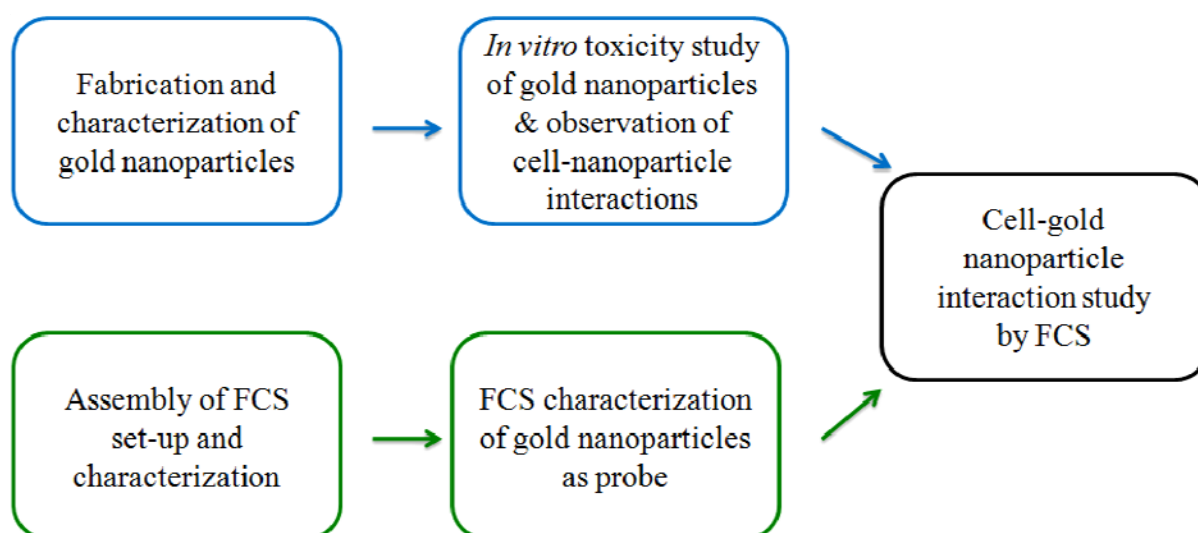 Fabrication and
characterization of
gold nanoparticles
In vitro toxicity study
of gold nanoparticles
& observation of
cell-nanoparticle
interactions
Cell-gold
nanoparticle
interaction study
by FCS
Assembly of FCS
set-up and
characterization
FCS characterization
of gold nanoparticles
as probe